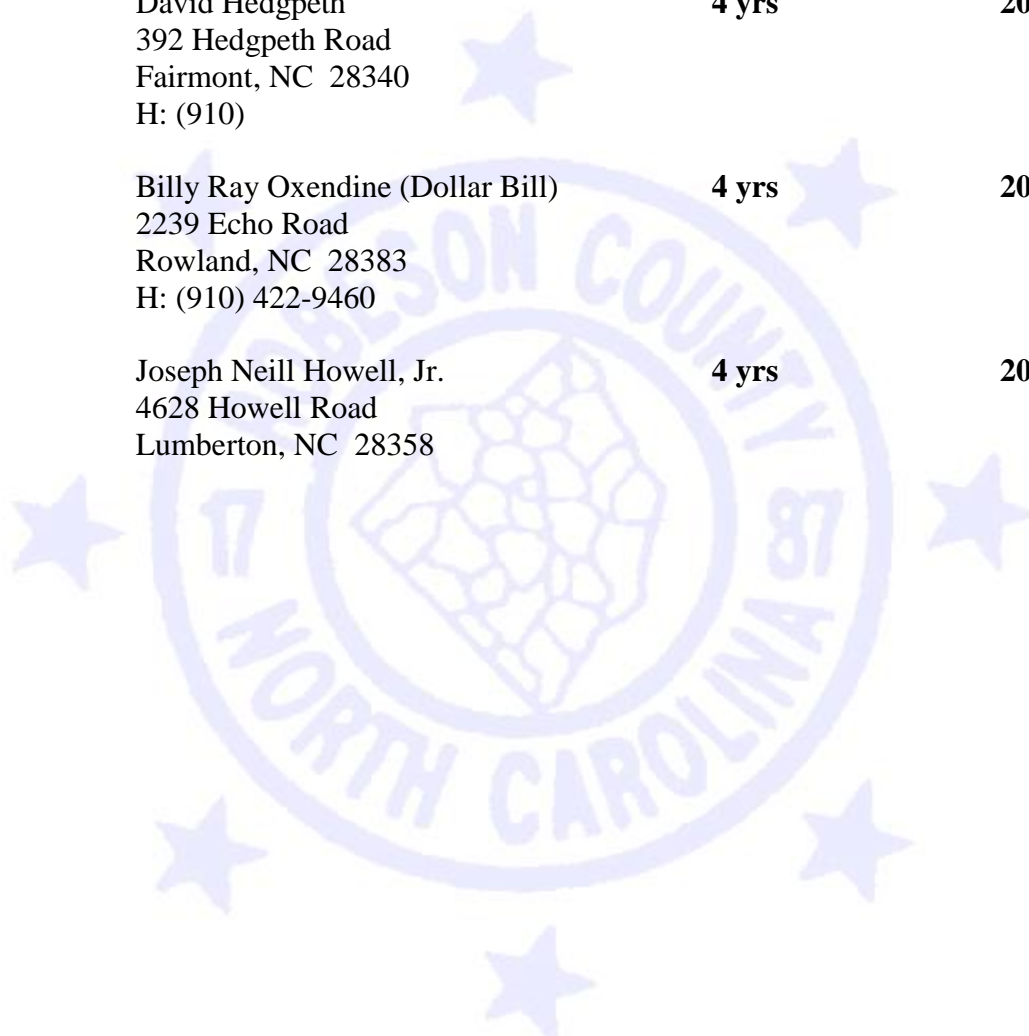 David Hedgpeth 4 yrs 20
392 Hedgpeth Road
Fairmont, NC 28340
H: (910)
Billy Ray Oxendine (Dollar Bill) 4 yrs 20
2239 Echo Road
Rowland, NC 28383
H: (910) 422-9460
Joseph Neill Howell, Jr. 4 yrs 20
4628 Howell Road
Lumberton, NC 28358
ROBESON COUNTY
17 87
NORTH CAROLINA